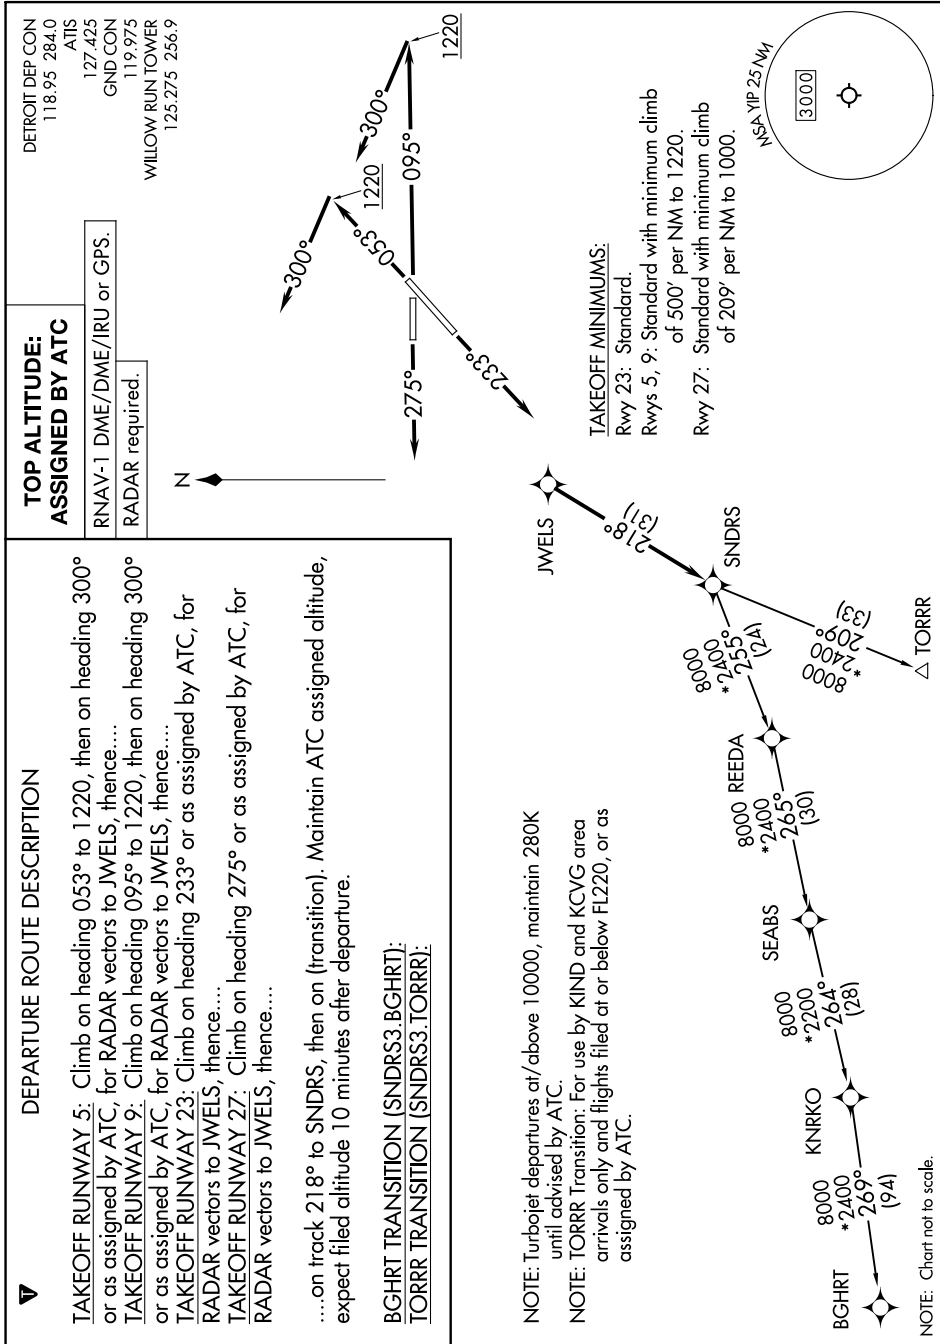 DEPARTURE ROUTE DESCRIPTION
TAKEOFF RUNWAY 5: Climb on heading 053° to 1220, then on heading 300°
or as assigned by ATC, for RADAR vectors to JWELS, thence....
TAKEOFF RUNWAY 9: Climb on heading 095° to 1220, then on heading 300°
or as assigned by ATC, for RADAR vectors to JWELS, thence....
TAKEOFF RUNWAY 23: Climb on heading 233° or as assigned by ATC, for
RADAR vectors to JWELS, thence....
TAKEOFF RUNWAY 27: Climb on heading 275° or as assigned by ATC, for
RADAR vectors to JWELS, thence....
....on track 218° to SNDRS, then on (transition). Maintain ATC assigned altitude,
expect filed altitude 10 minutes after departure.
BGHRT TRANSITION (SNDRS3.BGHRT):
TORRR TRANSITION (SNDRS3.TORRR):
TOP ALTITUDE:
ASSIGNED BY ATC
RNAV-1 DME/DME/IRU or GPS.
RADAR required.
DETROIT DEP CON
118.95 284.0
ATIS
127.425
GND CON
119.975
WILLOW RUN TOWER
125.275 256.9
N
300°
1220
053°
300°
1220
095°
275°
233°
TAKEOFF MINIMUMS:
Rwy 23: Standard.
Rwys 5, 9: Standard with minimum climb
of 500' per NM to 1220.
Rwy 27: Standard with minimum climb
of 209' per NM to 1000.
MSA YIP 25 NM
3000
NOTE: Turbojet departures at/above 10000, maintain 280K
until advised by ATC.
NOTE: TORRR Transition: For use by KIND and KCVG area
arrivals only and flights filed at or below FL220, or as
assigned by ATC.
JWELS
218°
(31)
SNDRS
8000
*2400
255°
(24)
8000
*2400
209°
(33)
TORRR
REEDA
8000
*2400
265°
(30)
SEABS
8000
*2200
264°
(28)
KNRKO
8000
*2400
269°
(94)
BGHRT
NOTE: Chart not to scale.
T